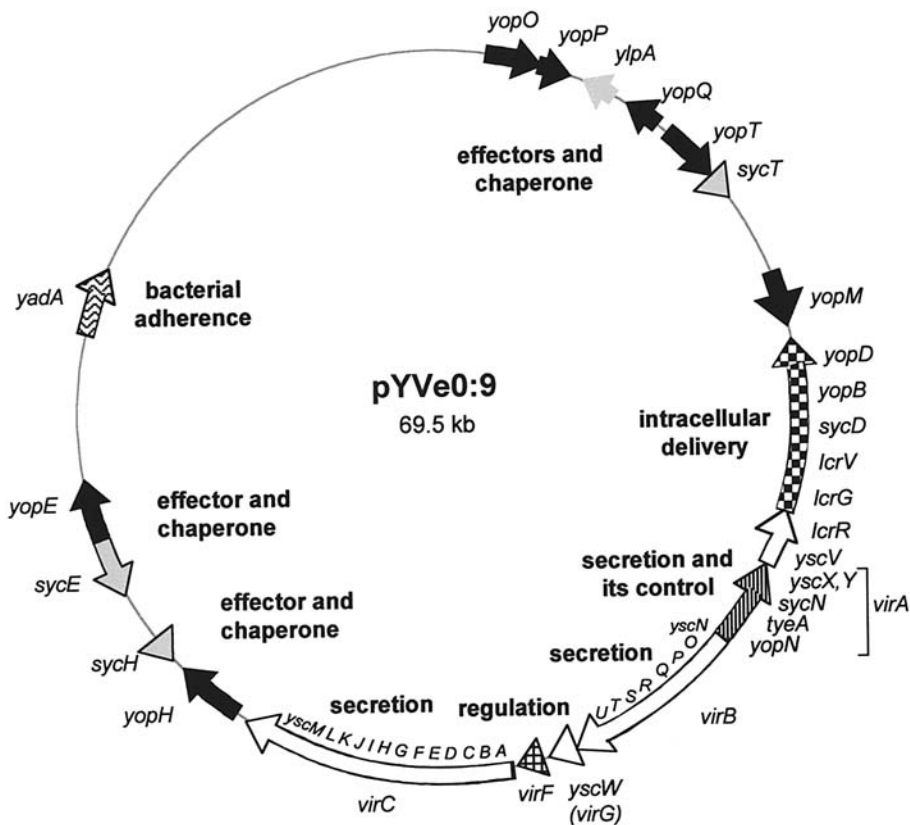 yopO
yopP
ylpA
yopQ
yopT
sycT
effectors and
chaperone
yopM
yadA
bacterial
adherence
pYVe0:9
69.5 kb
yopD
yopB
sycD
lcrV
lcrG
lcrR
intracellular
delivery
yscV
yscX, Y
sycN
tyeA
yopN
virA
secretion and
its control
yopE
effector and
chaperone
sycE
effector and
chaperone
sycH
yopH
secretion
yscN
O
P
Q
R
S
T
U
virB
secretion
regulation
yscM L K J I H G F E D C B A
virC
virF
yscW
(virG)